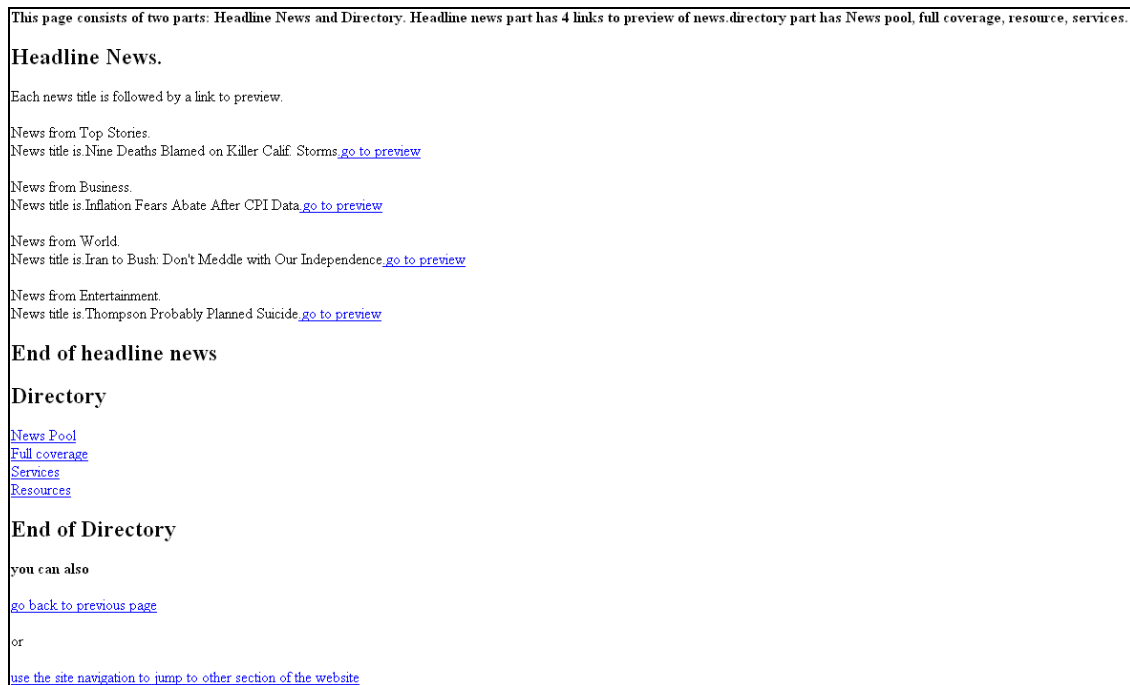 This page consists of two parts: Headline News and Directory. Headline news part has 4 links to preview of news.directory part has News pool, full coverage, resource, services.
Headline News.
Each news title is followed by a link to preview.
News from Top Stories.
News title is.Nine Deaths Blamed on Killer Calif. Storms.go to preview
News from Business.
News title is.Inflation Fears Abate After CPI Data.go to preview
News from World.
News title is.Iran to Bush: Don't Meddle with Our Independence.go to preview
News from Entertainment.
News title is.Thompson Probably Planned Suicide.go to preview
End of headline news
Directory
News Pool
Full coverage
Services
Resources
End of Directory
you can also
go back to previous page
or
use the site navigation to jump to other section of the website